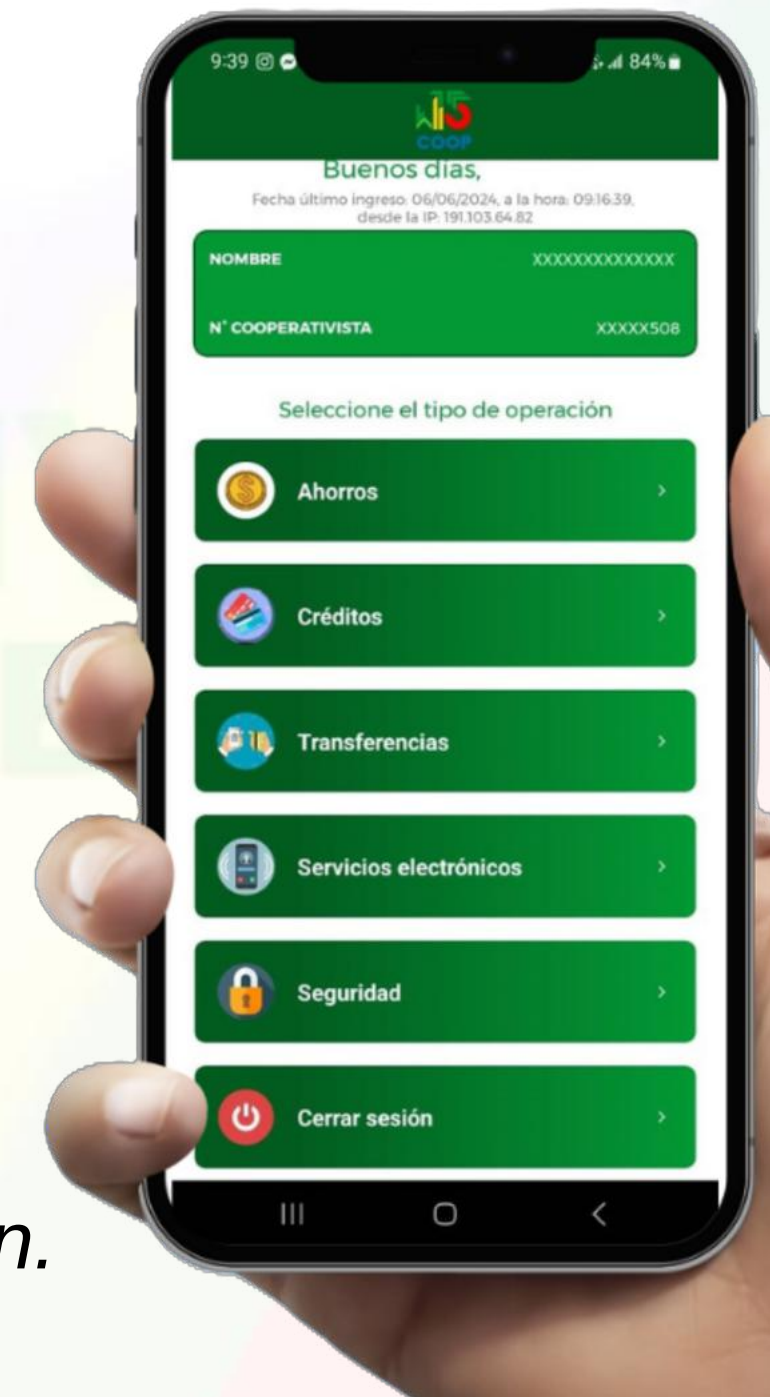 9:39
84%
15
COOP
Buenos días,
Fecha último ingreso: 06/06/2024, a la hora: 09:16:39,
desde la IP: 191.103.64.82
NOMBRE XXXXXXXXXXXXXX
N° COOPERATIVISTA XXXXX508
Seleccione el tipo de operación
Ahorros
Créditos
Transferencias
Servicios electrónicos
Seguridad
Cerrar sesión
n.